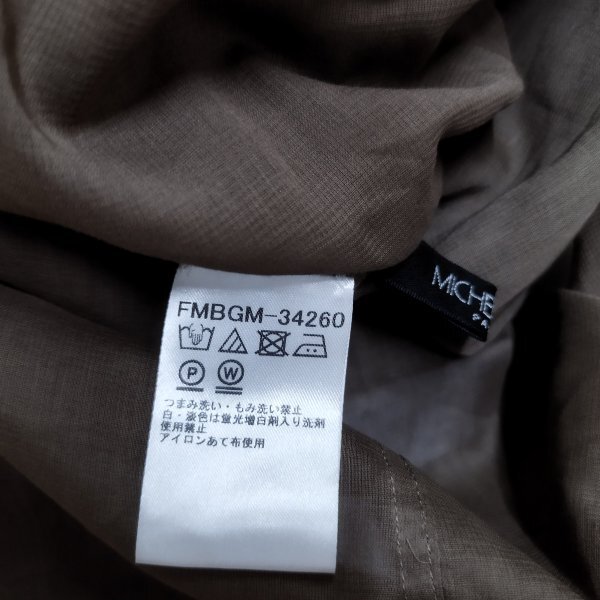 FMBGM-34260
P W
つまみ洗い・もみ洗い禁止
白・淡色は蛍光増白剤入り洗剤
使用禁止
アイロンあて布使用
MICHE